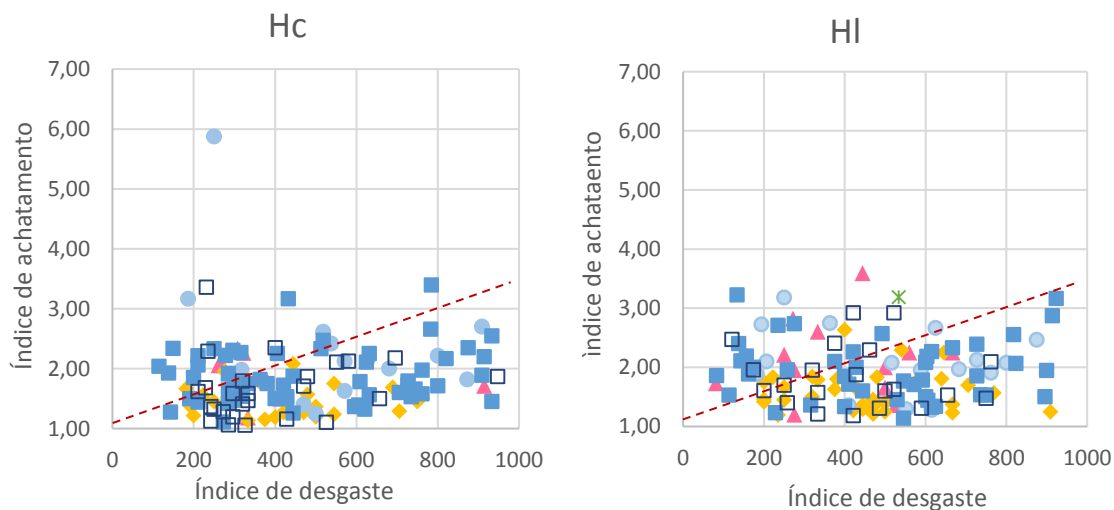 Hc
7,00
6,00
5,00
4,00
3,00
2,00
1,00
Índice de achatamento
0 200 400 600 800 1000
Índice de desgaste
Hl
7,00
6,00
5,00
4,00
3,00
2,00
1,00
ìndice de achataento
0 200 400 600 800 1000
Índice de desgaste